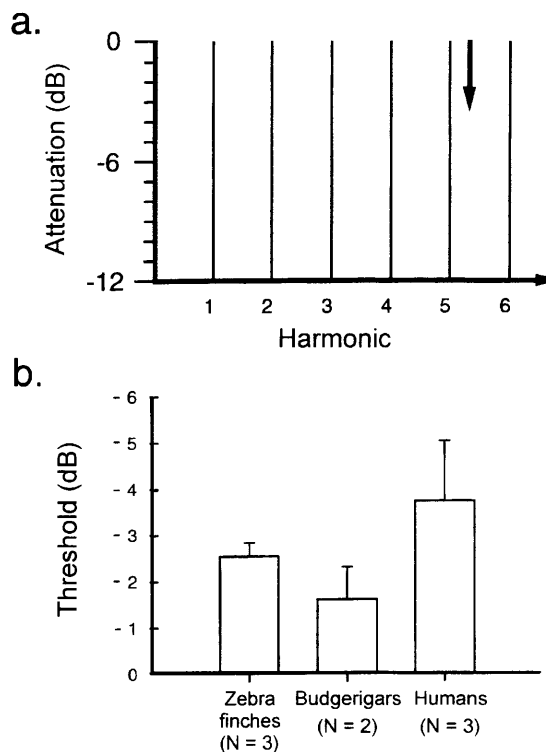 a.
0
-6
-12
Attenuation (dB)
1 2 3 4 5 6
Harmonic
b.
- 6
- 5
- 4
- 3
- 2
- 1
0
Threshold (dB)
Zebra finches (N = 3)
Budgerigars (N = 2)
Humans (N = 3)